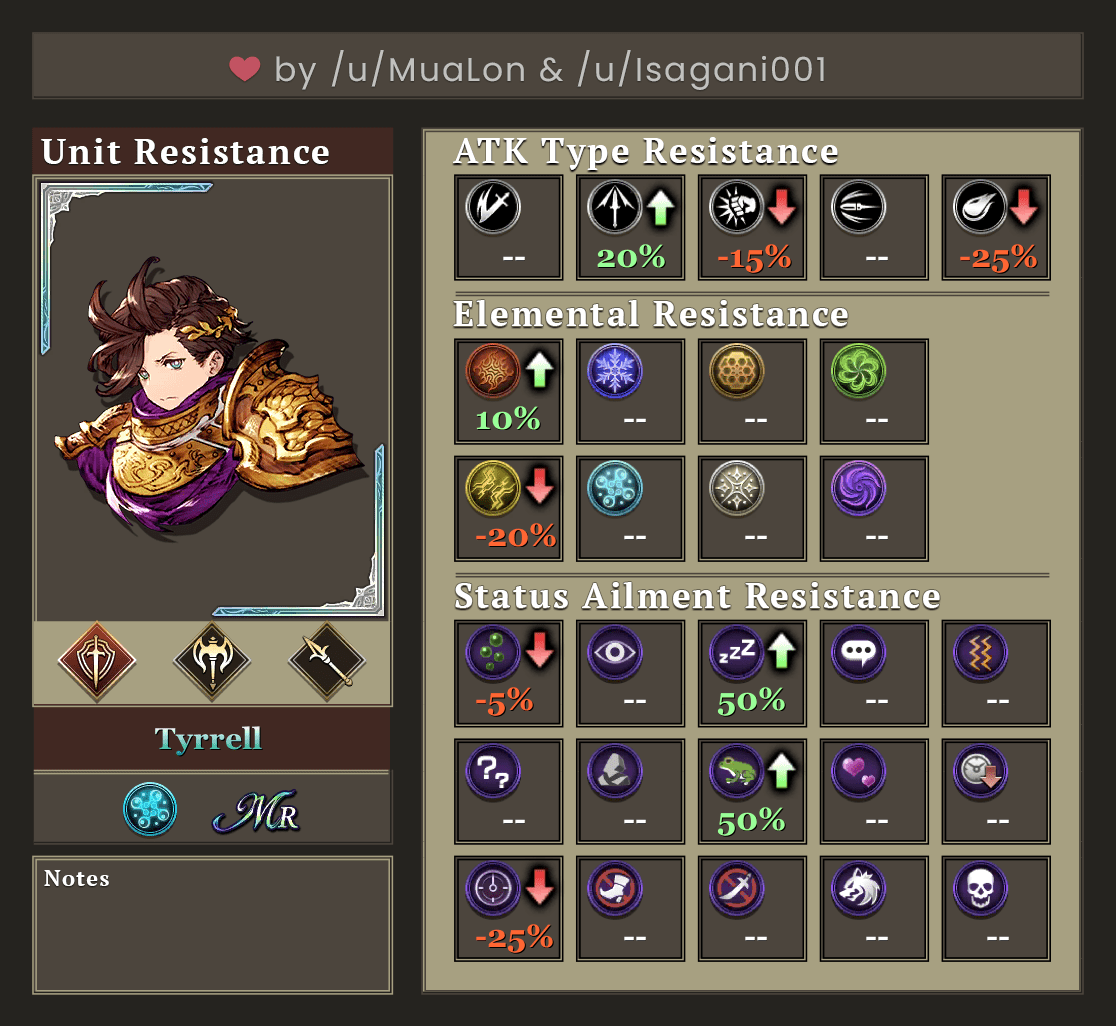 by /u/MuaLon & /u/Isagani001
Unit Resistance
Tyrrell
MR
Notes
ATK Type Resistance
-- 20% -15% -- -25%
Elemental Resistance
10% -- -- --
-20% -- -- --
Status Ailment Resistance
zzz
-5% -- 50% -- --
??
-- -- 50% -- --
-25% -- -- -- --